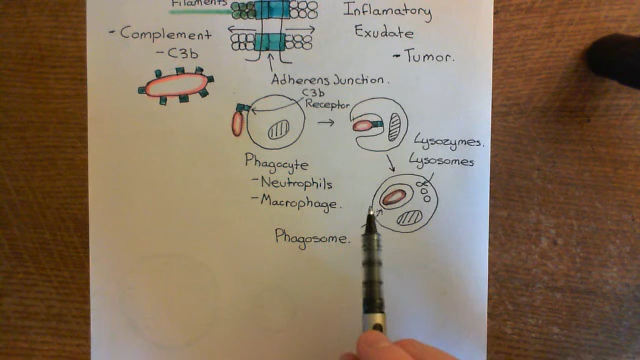 Filaments
Inflamatory
Exudate
- Tumor.
- Complement
- C3b
Adherens Junction.
C3b
Receptor
Phagocyte
- Neutrophils
- Macrophage.
Lysozymes.
Lysosomes
Phagosome.